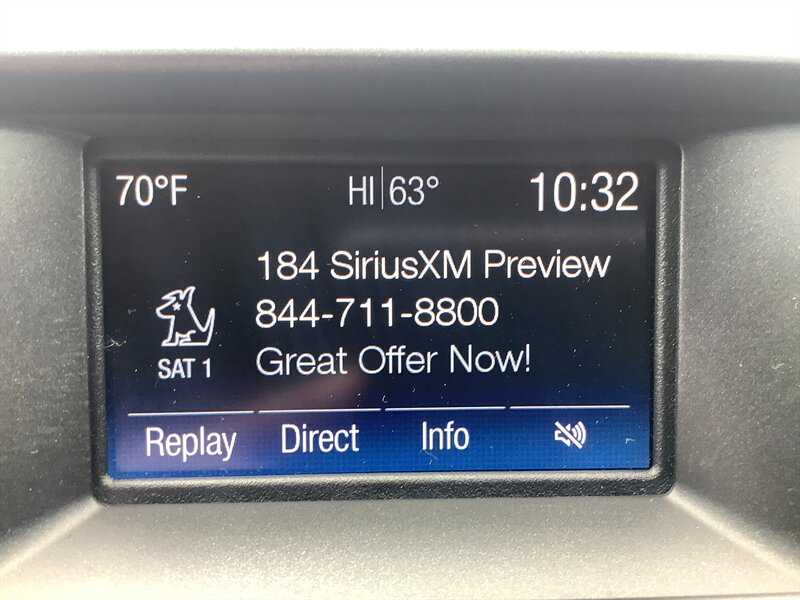 70°F HI 63° 10:32
184 SiriusXM Preview
844-711-8800
SAT 1 Great Offer Now!
Replay Direct Info